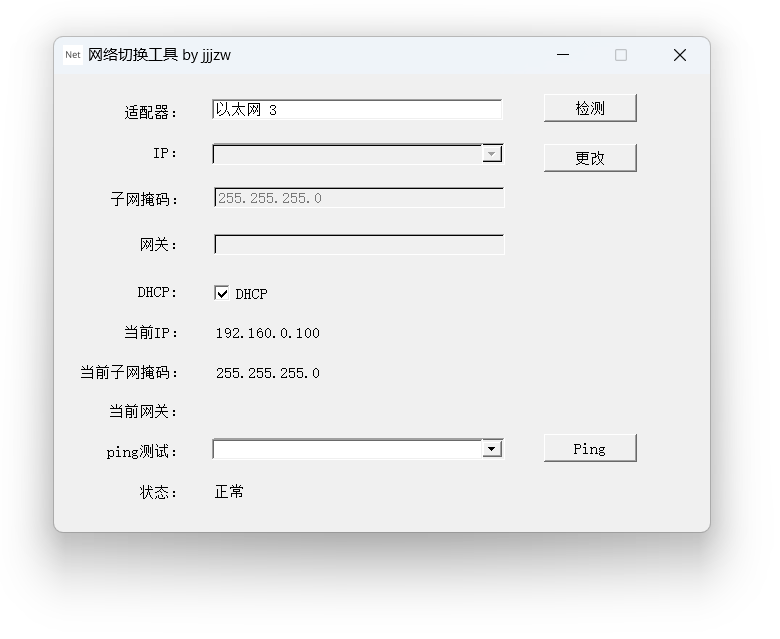 Net 网络切换工具 by jjjzw
适配器： 以太网 3 检测
IP： 更改
子网掩码： 255.255.255.0
网关：
DHCP： DHCP
当前IP： 192.160.0.100
当前子网掩码： 255.255.255.0
当前网关：
ping测试： Ping
状态： 正常